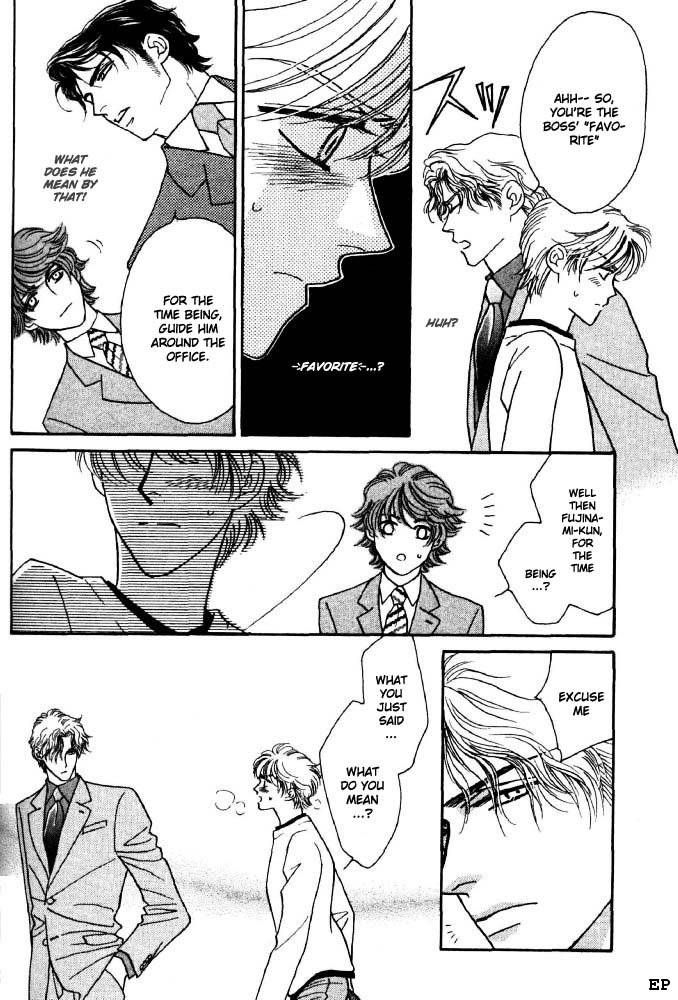 AHH-- SO,
YOU'RE THE
BOSS' "FAVO-
RITE"
スッ
HUH?
FAVORITE...?
WHAT
DOES HE
MEAN BY
THAT!
FOR THE
TIME BEING,
GUIDE HIM
AROUND THE
OFFICE.
WELL
THEN
FUJINA-
MI-KUN,
FOR
THE
TIME
BEING
...?
EXCUSE
ME
WHAT
YOU
JUST
SAID
...
WHAT
DO YOU
MEAN
...?
EP